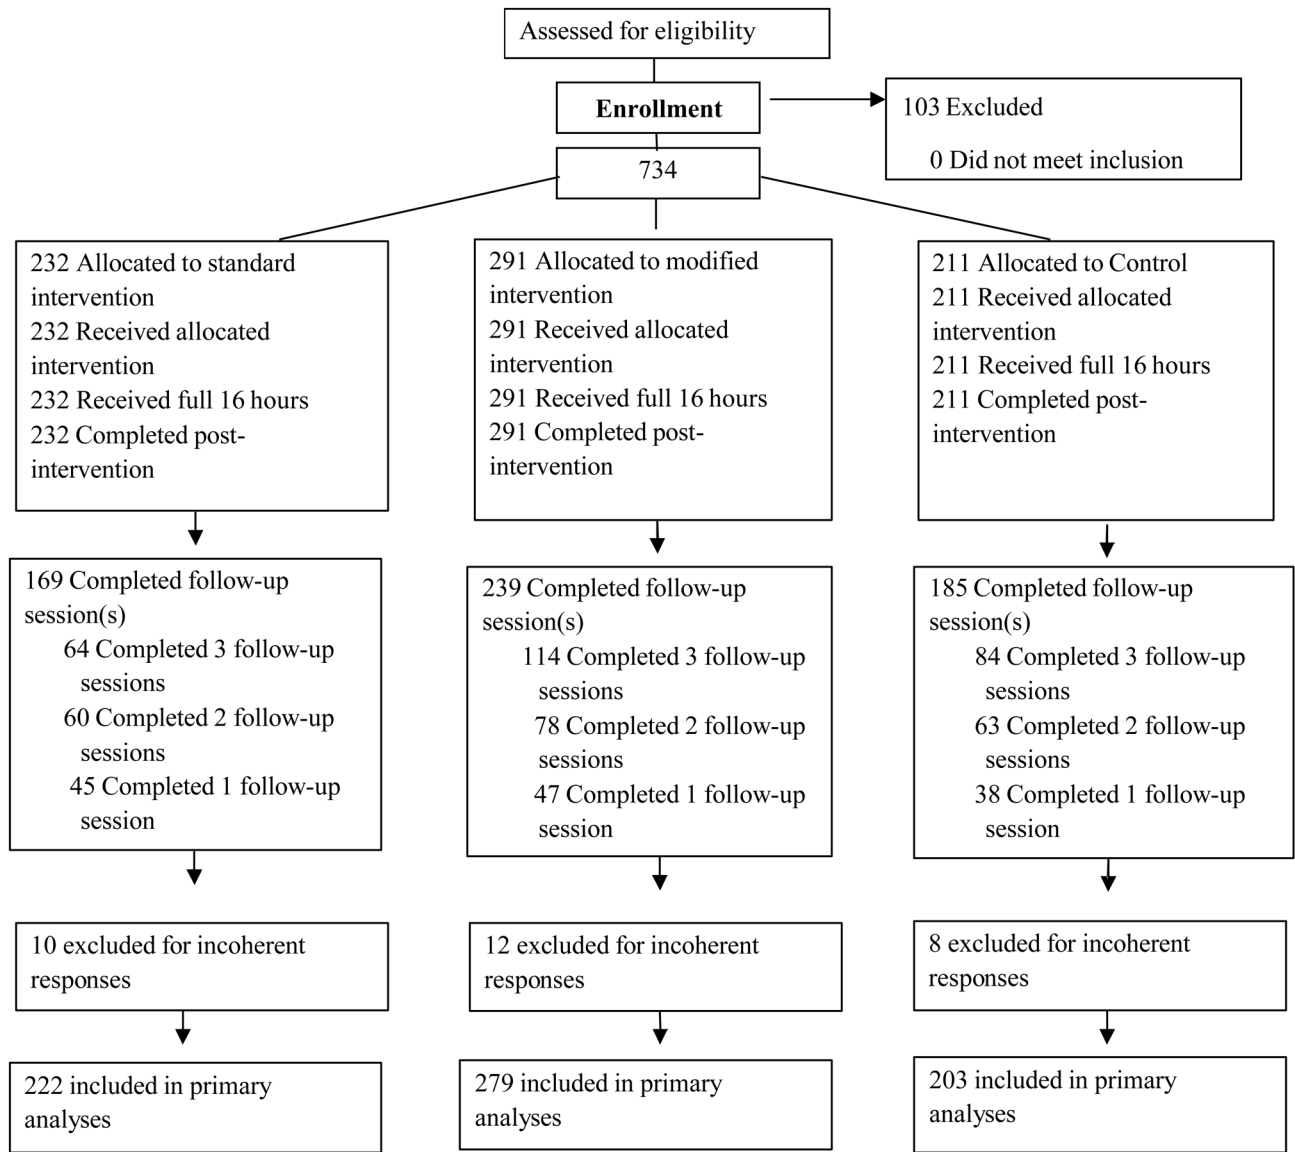 Assessed for eligibility
Enrollment
103 Excluded
0 Did not meet inclusion
734
232 Allocated to standard
intervention
232 Received allocated
intervention
232 Received full 16 hours
232 Completed post-
intervention
291 Allocated to modified
intervention
291 Received allocated
intervention
291 Received full 16 hours
291 Completed post-
intervention
211 Allocated to Control
211 Received allocated
intervention
211 Received full 16 hours
211 Completed post-
intervention
169 Completed follow-up
session(s)
64 Completed 3 follow-up
sessions
60 Completed 2 follow-up
sessions
45 Completed 1 follow-up
session
239 Completed follow-up
session(s)
114 Completed 3 follow-up
sessions
78 Completed 2 follow-up
sessions
47 Completed 1 follow-up
session
185 Completed follow-up
session(s)
84 Completed 3 follow-up
sessions
63 Completed 2 follow-up
sessions
38 Completed 1 follow-up
session
10 excluded for incoherent
responses
12 excluded for incoherent
responses
8 excluded for incoherent
responses
222 included in primary
analyses
279 included in primary
analyses
203 included in primary
analyses